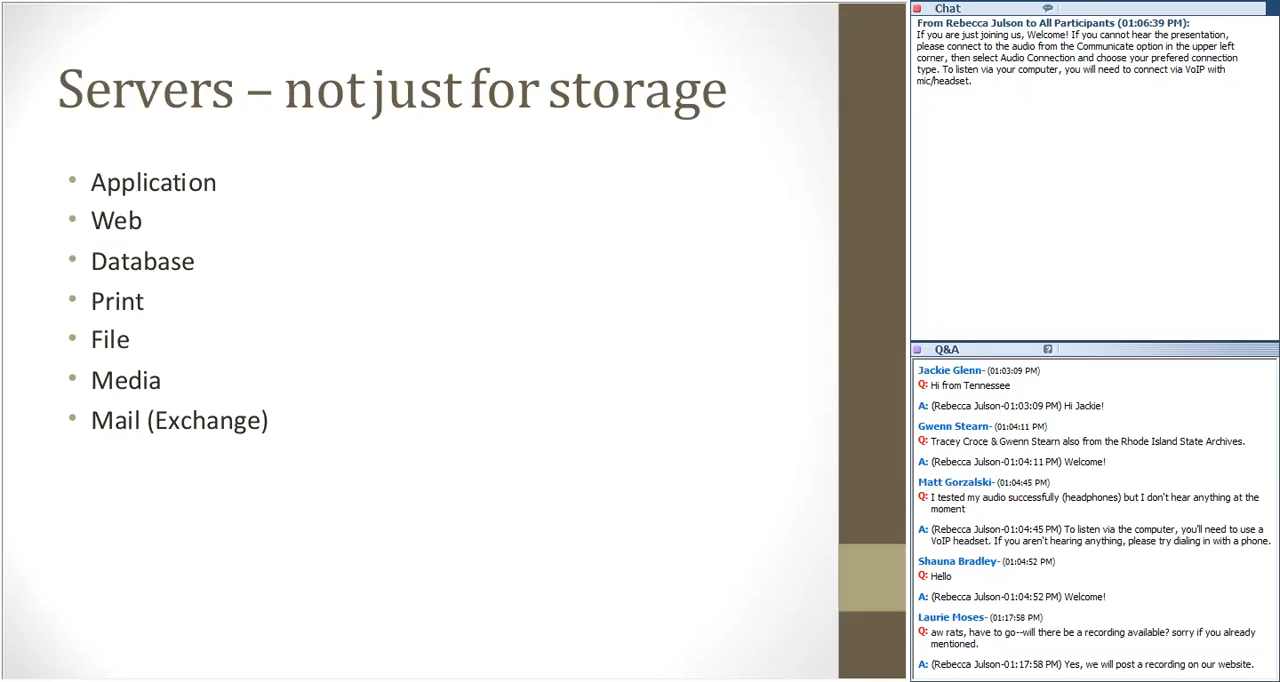 Servers – not just for storage
• Application
• Web
• Database
• Print
• File
• Media
• Mail (Exchange)
Chat
From Rebecca Julson to All Participants (01:06:39 PM):
If you are just joining us, Welcome! If you cannot hear the presentation,
please connect to the audio from the Communicate option in the upper left
corner, then select Audio Connection and choose your prefered connection
type. To listen via your computer, you will need to connect via VoIP with
mic/headset.
Q&A
Jackie Glenn- (01:03:09 PM)
Q: Hi from Tennessee
A: (Rebecca Julson-01:03:09 PM) Hi Jackie!
Gwenn Stearn- (01:04:11 PM)
Q: Tracey Croce & Gwenn Stearn also from the Rhode Island State Archives.
A: (Rebecca Julson-01:04:11 PM) Welcome!
Matt Gorzalski- (01:04:45 PM)
Q: I tested my audio successfully (headphones) but I don't hear anything at the
moment
A: (Rebecca Julson-01:04:45 PM) To listen via the computer, you'll need to use a
VoIP headset. If you aren't hearing anything, please try dialing in with a phone.
Shauna Bradley- (01:04:52 PM)
Q: Hello
A: (Rebecca Julson-01:04:52 PM) Welcome!
Laurie Moses- (01:17:58 PM)
Q: aw rats, have to go--will there be a recording available? sorry if you already
mentioned.
A: (Rebecca Julson-01:17:58 PM) Yes, we will post a recording on our website.